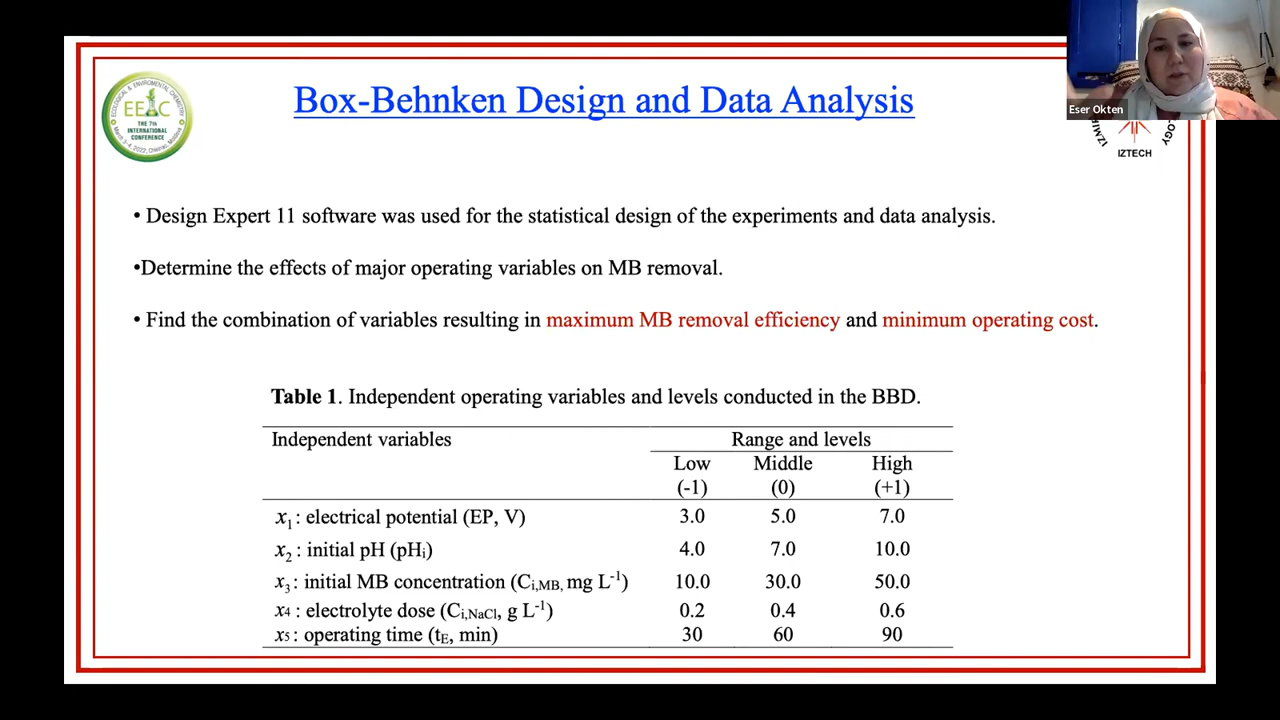 Box-Behnken Design and Data Analysis
Eser Okten
EEEC
THE 7th
INTERNATIONAL
CONFERENCE
IZTECH
• Design Expert 11 software was used for the statistical design of the experiments and data analysis.
•Determine the effects of major operating variables on MB removal.
• Find the combination of variables resulting in maximum MB removal efficiency and minimum operating cost.
Table 1. Independent operating variables and levels conducted in the BBD.
Independent variables Range and levels
Low Middle High
(-1) (0) (+1)
x₁ : electrical potential (EP, V) 3.0 5.0 7.0
x₂ : initial pH (pHᵢ) 4.0 7.0 10.0
x₃ : initial MB concentration (Cᵢ,MB, mg L⁻¹) 10.0 30.0 50.0
x₄ : electrolyte dose (Cᵢ,NaCl, g L⁻¹) 0.2 0.4 0.6
x₅ : operating time (tE, min) 30 60 90